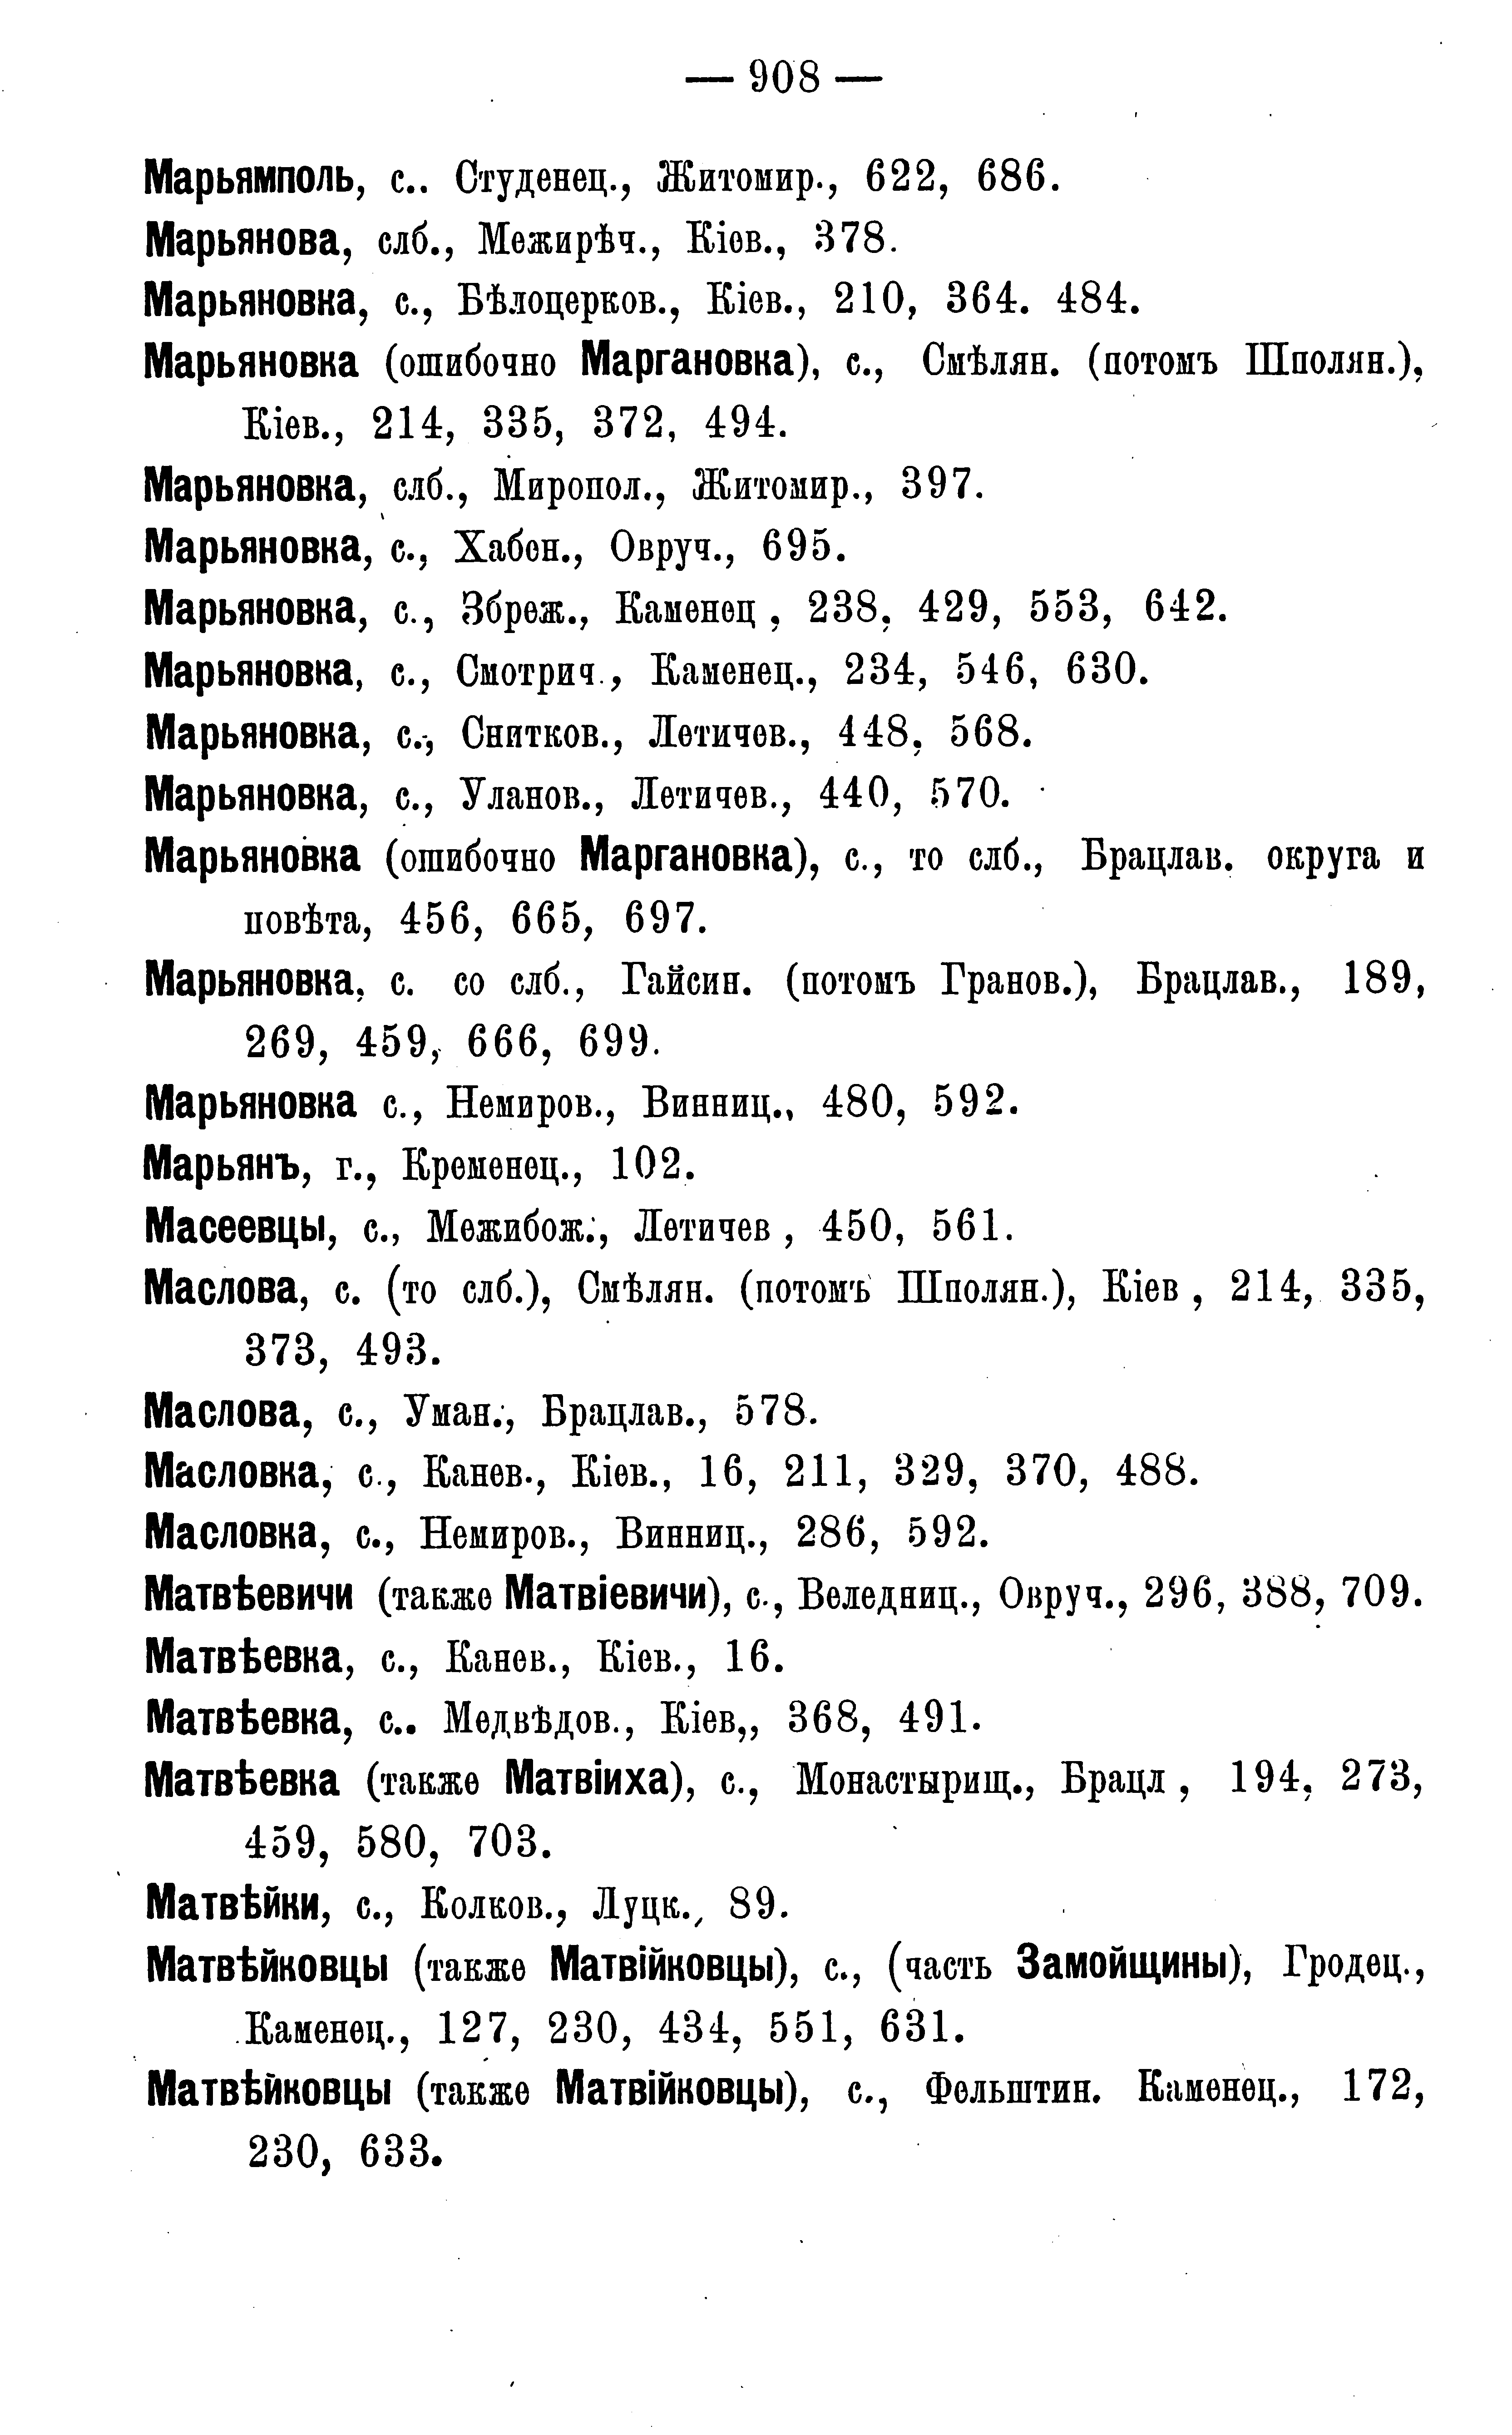 — 908 —
Марьямполь, с.. Студенец., Житомир., 622, 686.
Марьянова, слб., Межирѣч., Кіев., 378.
Марьяновка, с., Бѣлоцерков., Кіев., 210, 364. 484.
Марьяновка (ошибочно Маргановка), с., Смѣлян. (потомъ Шполян.),
Кіев., 214, 335, 372, 494.
Марьяновка, слб., Миропол., Житомир., 397.
Марьяновка, с., Хабен., Овруч., 695.
Марьяновка, с., Збреж., Каменец , 238, 429, 553, 642.
Марьяновка, с., Смотрич., Каменец., 234, 546, 630.
Марьяновка, с., Снитков., Летичев., 448, 568.
Марьяновка, с., Уланов., Летичев., 440, 570.
Марьяновка (ошибочно Маргановка), с., то слб., Брацлав. округа и
повѣта, 456, 665, 697.
Марьяновка, с. со слб., Гайсин. (потомъ Гранов.), Брацлав., 189,
269, 459, 666, 699.
Марьяновка с., Немиров., Винниц., 480, 592.
Марьянъ, г., Кременец., 102.
Масеевцы, с., Межибож., Летичев , 450, 561.
Маслова, с. (то слб.), Смѣлян. (потомъ Шполян.), Кіев , 214, 335,
373, 493.
Маслова, с., Уман., Брацлав., 578.
Масловка, с., Канев., Кіев., 16, 211, 329, 370, 488.
Масловка, с., Немиров., Винниц., 286, 592.
Матвѣевичи (также Матвіевичи), с., Веледниц., Овруч., 296, 388, 709.
Матвѣевка, с., Канев., Кіев., 16.
Матвѣевка, с.. Медвѣдов., Кіев,, 368, 491.
Матвѣевка (также Матвіиха), с., Монастырищ., Брацл , 194, 273,
459, 580, 703.
Матвѣйки, с., Колков., Луцк., 89.
Матвѣйковцы (также Матвійковцы), с., (часть Замойщины), Гродец.,
Каменец., 127, 230, 434, 551, 631.
Матвѣйковцы (также Матвійковцы), с., Фельштин. Каменец., 172,
230, 633.